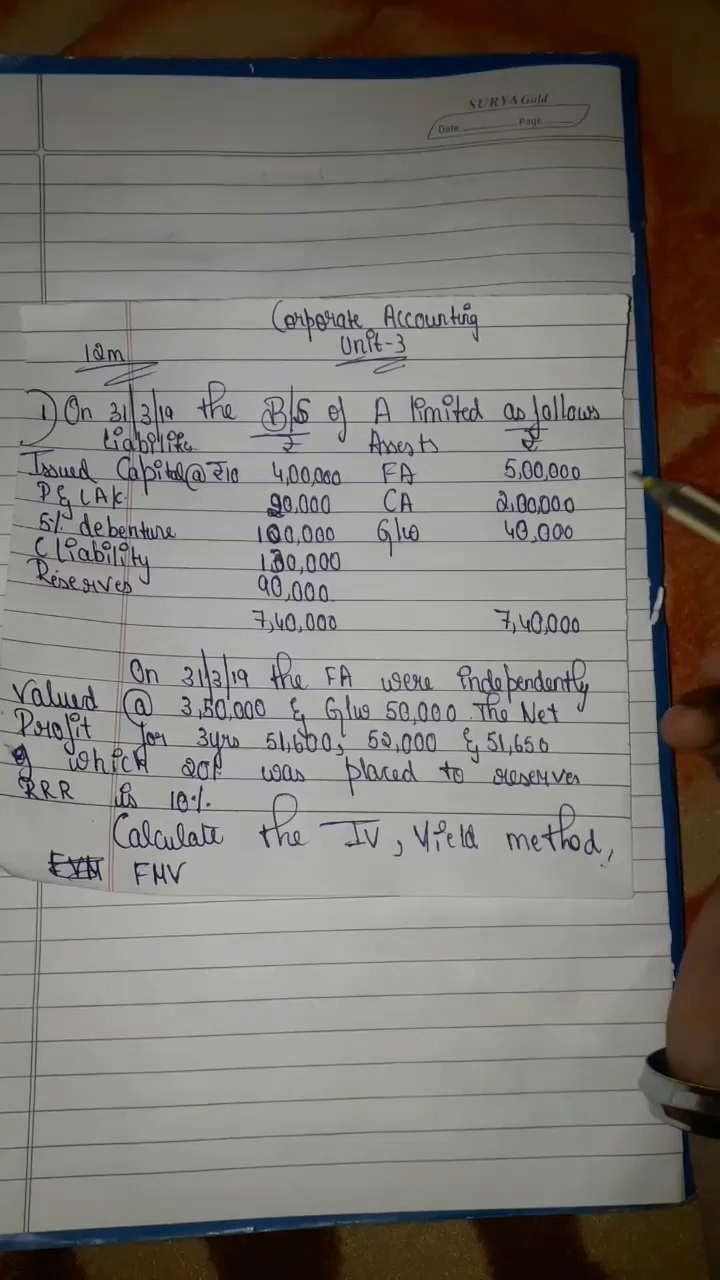 SURYA Gold
Date Page
Corporate Accounting
12m Unit-3
1) On 31/3/19 the B/S of A limited as follows
Liability ₹ Assests ₹
Issued Capital @ ₹10 4,00,000 FA 5,00,000
P & L A/c 20,000 CA 2,00,000
5% debenture 100,000 G/w 40,000
C liability 130,000
Reserves 90,000
7,40,000 7,40,000
On 31/3/19 the FA were independently
valued @ 3,50,000 & G/w 50,000. The Net
Profit for 3yrs 51,600, 52,000 & 51,650
of which 20% was placed to reserves
RRR is 10%.
Calculate the IV, Yield method,
FMV